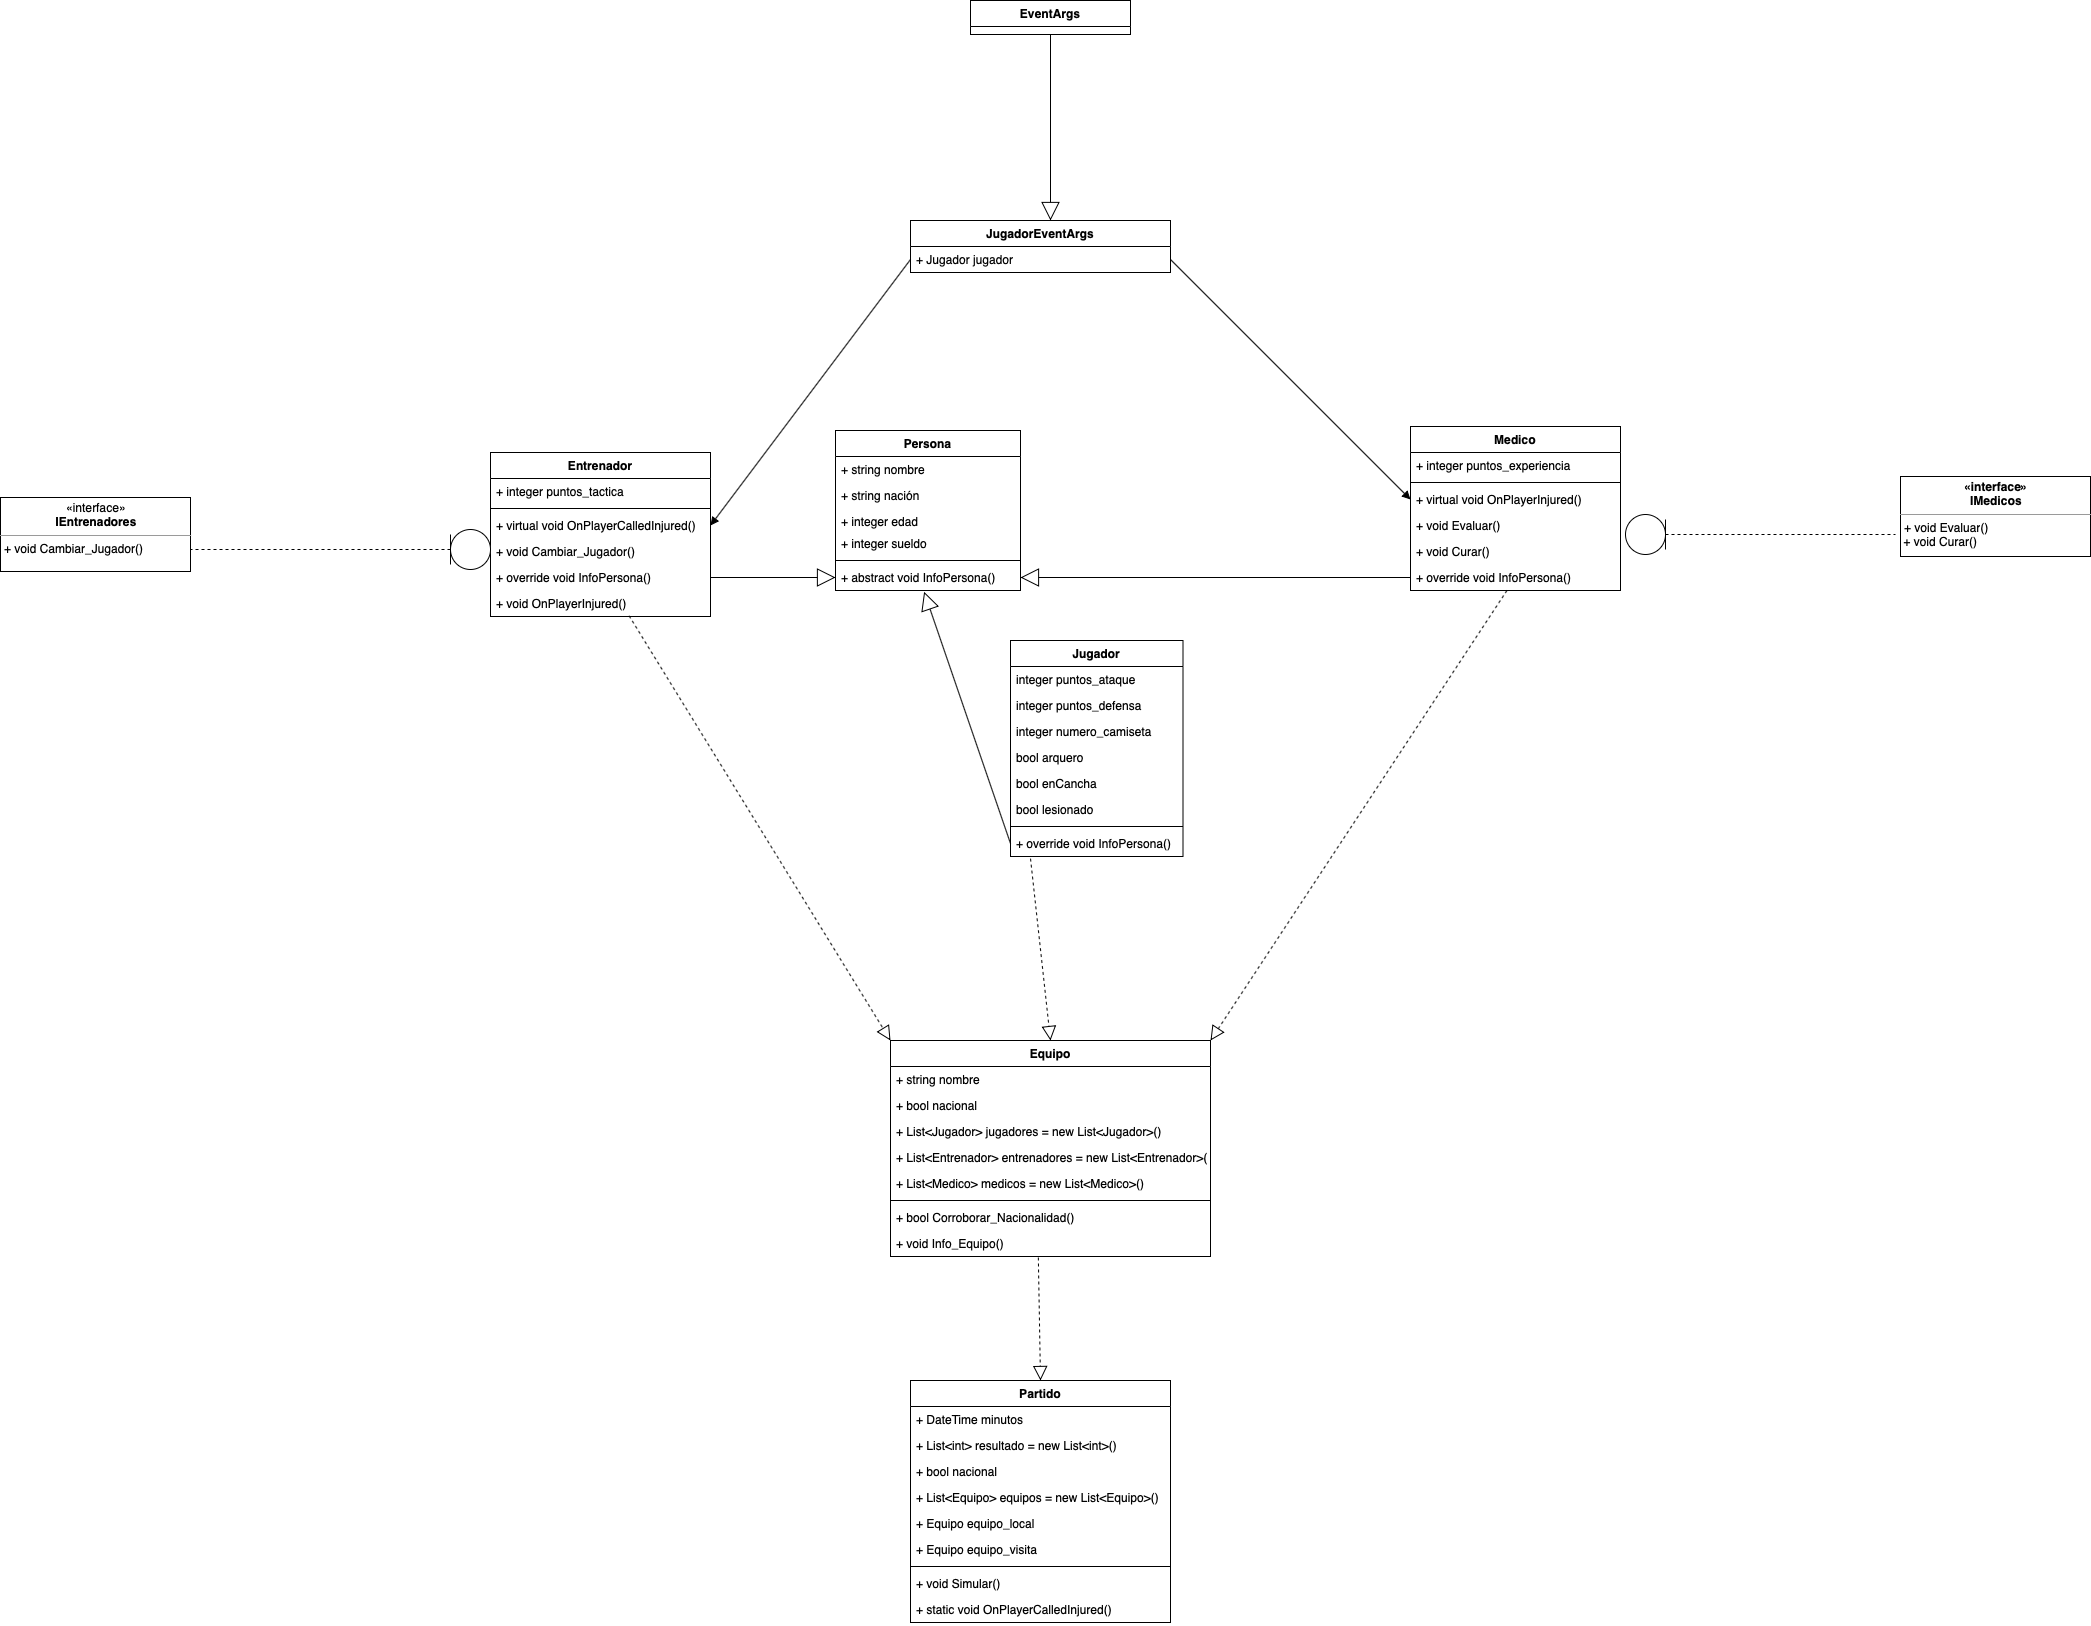 EventArgs
JugadorEventArgs
+ Jugador jugador
Entrenador
+ integer puntos_tactica
+ virtual void OnPlayerCalledInjured()
+ void Cambiar_Jugador()
+ override void InfoPersona()
+ void OnPlayerInjured()
Persona
+ string nombre
+ string nación
+ integer edad
+ integer sueldo
+ abstract void InfoPersona()
Medico
+ integer puntos_experiencia
+ virtual void OnPlayerInjured()
+ void Evaluar()
+ void Curar()
+ override void InfoPersona()
«interface»
IEntrenadores
+ void Cambiar_Jugador()
«interface»
IMedicos
+ void Evaluar()
+ void Curar()
Jugador
integer puntos_ataque
integer puntos_defensa
integer numero_camiseta
bool arquero
bool enCancha
bool lesionado
+ override void InfoPersona()
Equipo
+ string nombre
+ bool nacional
+ List<Jugador> jugadores = new List<Jugador>()
+ List<Entrenador> entrenadores = new List<Entrenador>(
+ List<Medico> medicos = new List<Medico>()
+ bool Corroborar_Nacionalidad()
+ void Info_Equipo()
Partido
+ DateTime minutos
+ List<int> resultado = new List<int>()
+ bool nacional
+ List<Equipo> equipos = new List<Equipo>()
+ Equipo equipo_local
+ Equipo equipo_visita
+ void Simular()
+ static void OnPlayerCalledInjured()